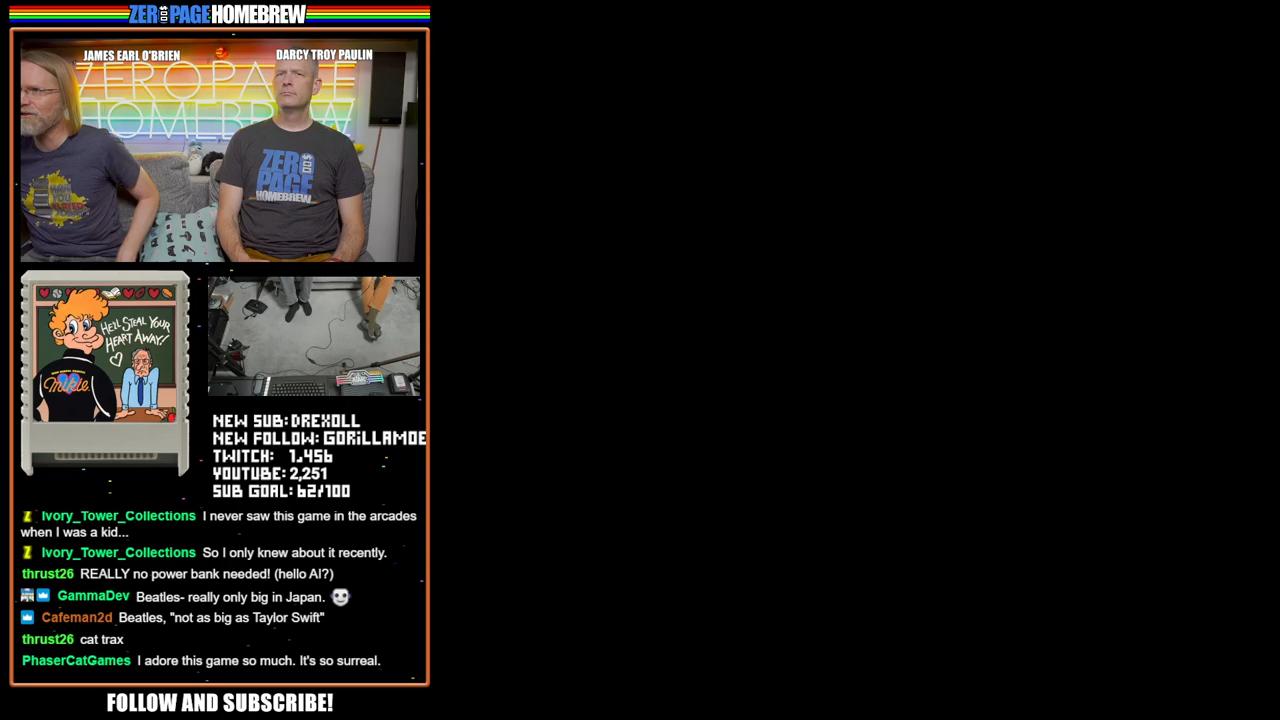 ZEROPAGE HOMEBREW
JAMES EARL O'BRIEN
DARCY TROY PAULIN
ZEROPAGE
HOMEBREW
ZERO
PAGE
HOMEBREW
HE'LL STEAL YOUR
HEART AWAY!
Mikie
NEW SUB: DREXOLL
NEW FOLLOW: GORILLAMOE
TWITCH: 1,456
YOUTUBE: 2,251
SUB GOAL: 62/100
Ivory_Tower_Collections I never saw this game in the arcades
when I was a kid...
Ivory_Tower_Collections So I only knew about it recently.
thrust26 REALLY no power bank needed! (hello AI?)
GammaDev Beatles- really only big in Japan.
Cafeman2d Beatles, "not as big as Taylor Swift"
thrust26 cat trax
PhaserCatGames I adore this game so much. It's so surreal.
FOLLOW AND SUBSCRIBE!